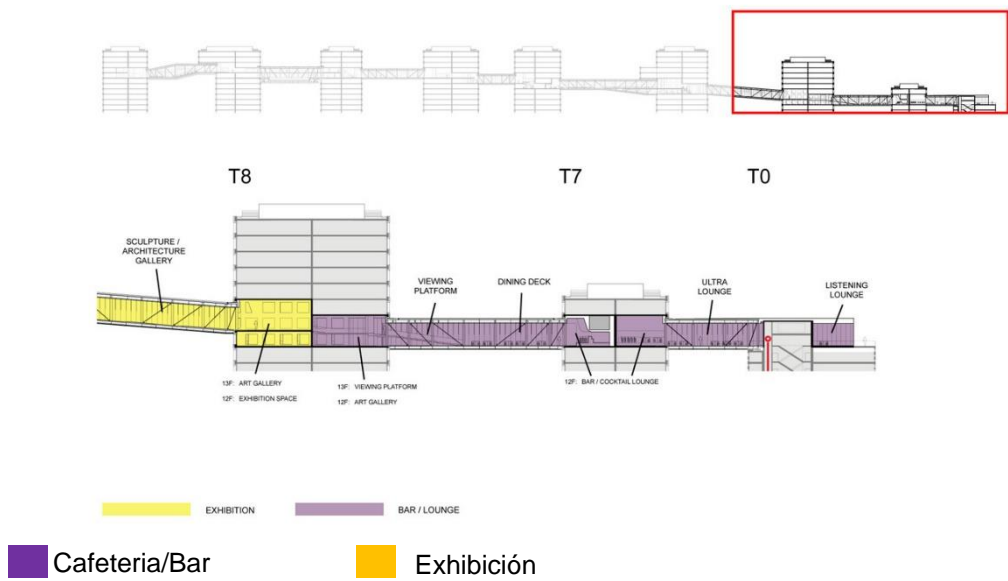 T8 T7 T0
SCULPTURE /
ARCHITECTURE
GALLERY
VIEWING
PLATFORM
DINING DECK
ULTRA
LOUNGE
LISTENING
LOUNGE
13F: ART GALLERY
12F: EXHIBITION SPACE
13F: VIEWING PLATFORM
12F: ART GALLERY
12F: BAR / COCKTAIL LOUNGE
EXHIBITION BAR / LOUNGE
Cafeteria/Bar Exhibición